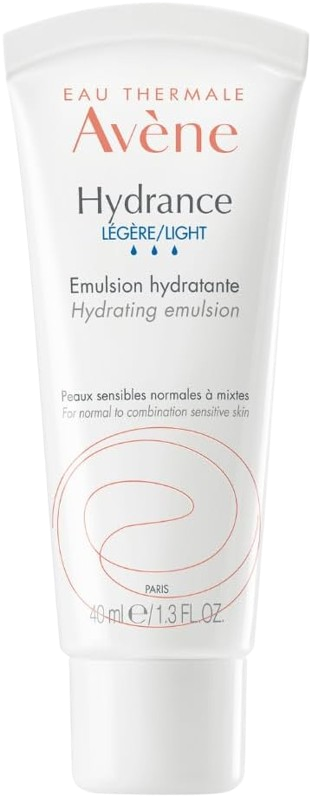 EAU THERMALE
Avène
Hydrance
LÉGÈRE/LIGHT
Emulsion hydratante
Hydrating emulsion
Peaux sensibles normales à mixtes
For normal to combination sensitive skin
PARIS
40 ml ℮/1.3 FL.OZ.